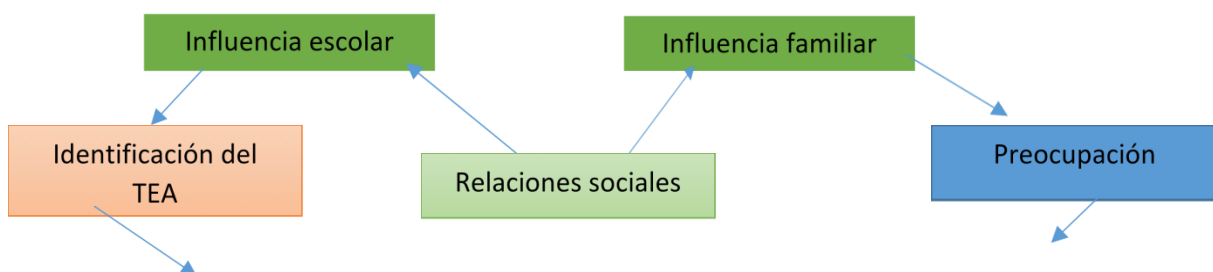 Influencia escolar
Influencia familiar
Identificación del
TEA
Relaciones sociales
Preocupación